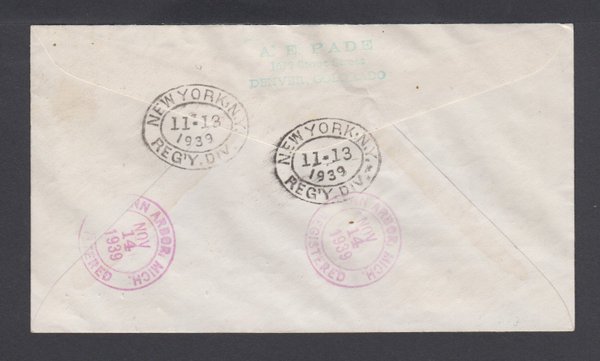 A. E. PADE
DENVER, COLORADO
NEW YORK, N.Y.
11-13
1939
REG'Y. DIV.
NEW YORK, N.Y.
11-13
1939
REG'Y. DIV.
ANN ARBOR, MICH.
NOV
14
1939
REGISTERED
ANN ARBOR, MICH.
NOV
14
1939
REGISTERED